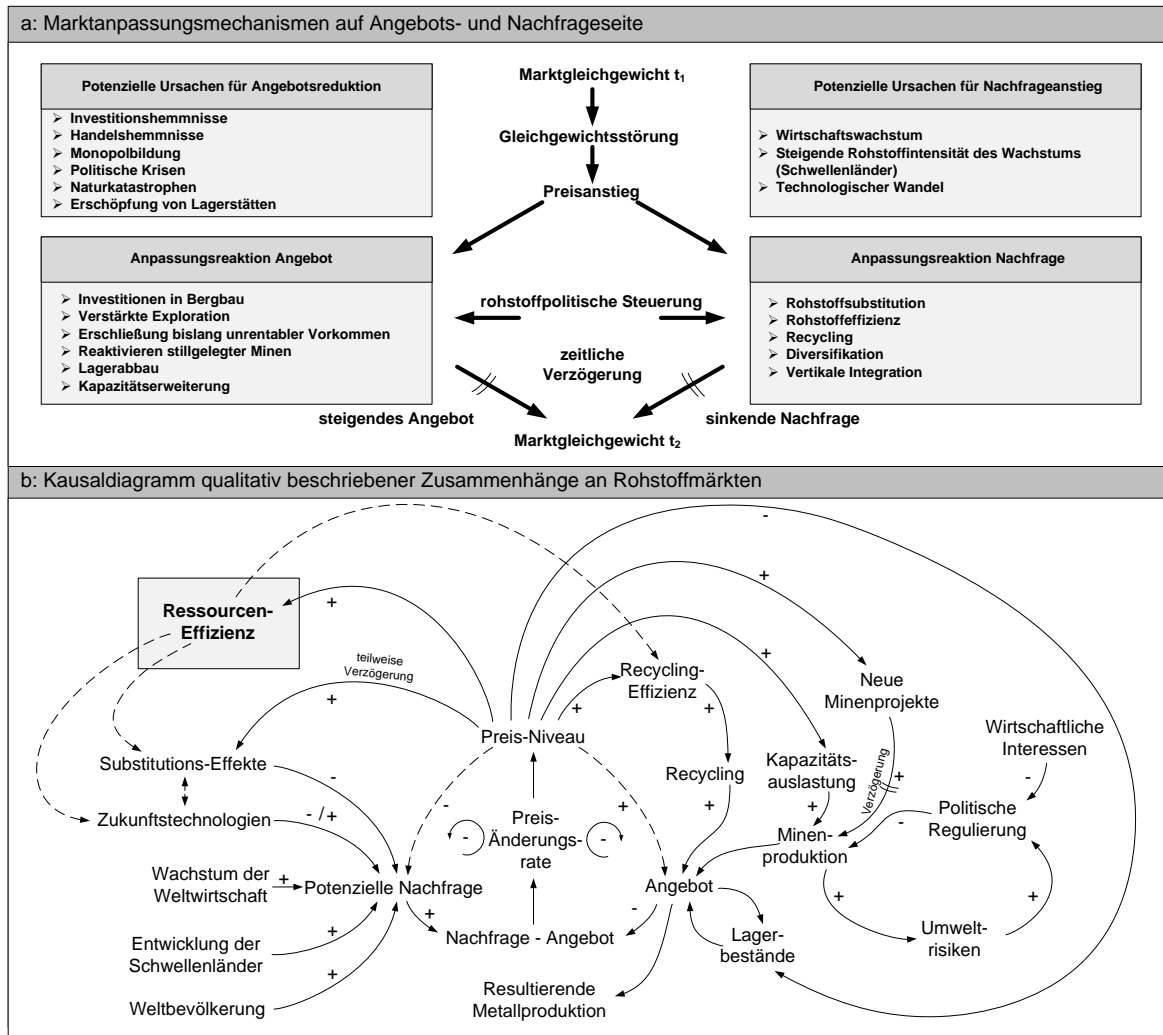 a: Marktanpassungsmechanismen auf Angebots- und Nachfrageseite
Potenzielle Ursachen für Angebotsreduktion
➢ Investitionshemmnisse
➢ Handelshemmnisse
➢ Monopolbildung
➢ Politische Krisen
➢ Naturkatastrophen
➢ Erschöpfung von Lagerstätten
Marktgleichgewicht t₁
Gleichgewichtsstörung
Preisanstieg
Potenzielle Ursachen für Nachfrageanstieg
➢ Wirtschaftswachstum
➢ Steigende Rohstoffintensität des Wachstums
(Schwellenländer)
➢ Technologischer Wandel
Anpassungsreaktion Angebot
➢ Investitionen in Bergbau
➢ Verstärkte Exploration
➢ Erschließung bislang unrentabler Vorkommen
➢ Reaktivieren stillgelegter Minen
➢ Lagerabbau
➢ Kapazitätserweiterung
rohstoffpolitische Steuerung
zeitliche
Verzögerung
Anpassungsreaktion Nachfrage
➢ Rohstoffsubstitution
➢ Rohstoffeffizienz
➢ Recycling
➢ Diversifikation
➢ Vertikale Integration
steigendes Angebot
sinkende Nachfrage
Marktgleichgewicht t₂
b: Kausaldiagramm qualitativ beschriebener Zusammenhänge an Rohstoffmärkten
-
+
Ressourcen-
Effizienz
+
+
teilweise
Verzögerung
+
Recycling-
Effizienz
+
+
Neue
Minenprojekte
Preis-Niveau
Wirtschaftliche
Interessen
Substitutions-Effekte
-
Recycling
Kapazitäts-
auslastung
Verzögerung
+
-
Zukunftstechnologien
- / +
-
Preis-
Änderungs-
rate
-
-
+
+
+
Minen-
produktion
-
Politische
Regulierung
Wachstum der
Weltwirtschaft
+
Potenzielle Nachfrage
Angebot
+
+
+
-
Nachfrage - Angebot
Entwicklung der
Schwellenländer
+
Lager-
bestände
Umwelt-
risiken
Weltbevölkerung
+
Resultierende
Metallproduktion